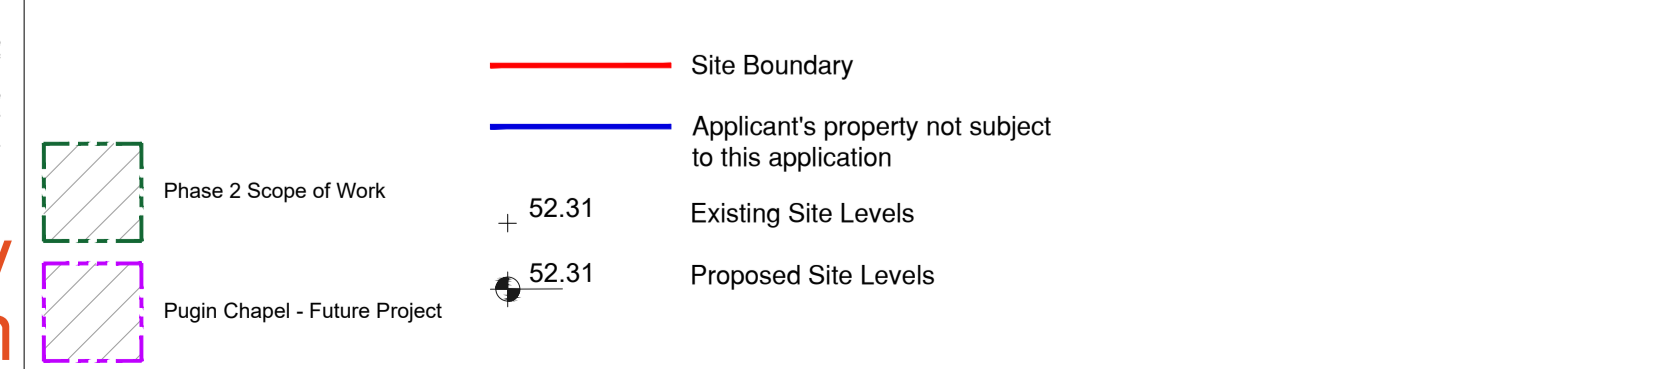 Site Boundary
Applicant's property not subject
to this application
Phase 2 Scope of Work
52.31
Existing Site Levels
52.31
Proposed Site Levels
Pugin Chapel - Future Project